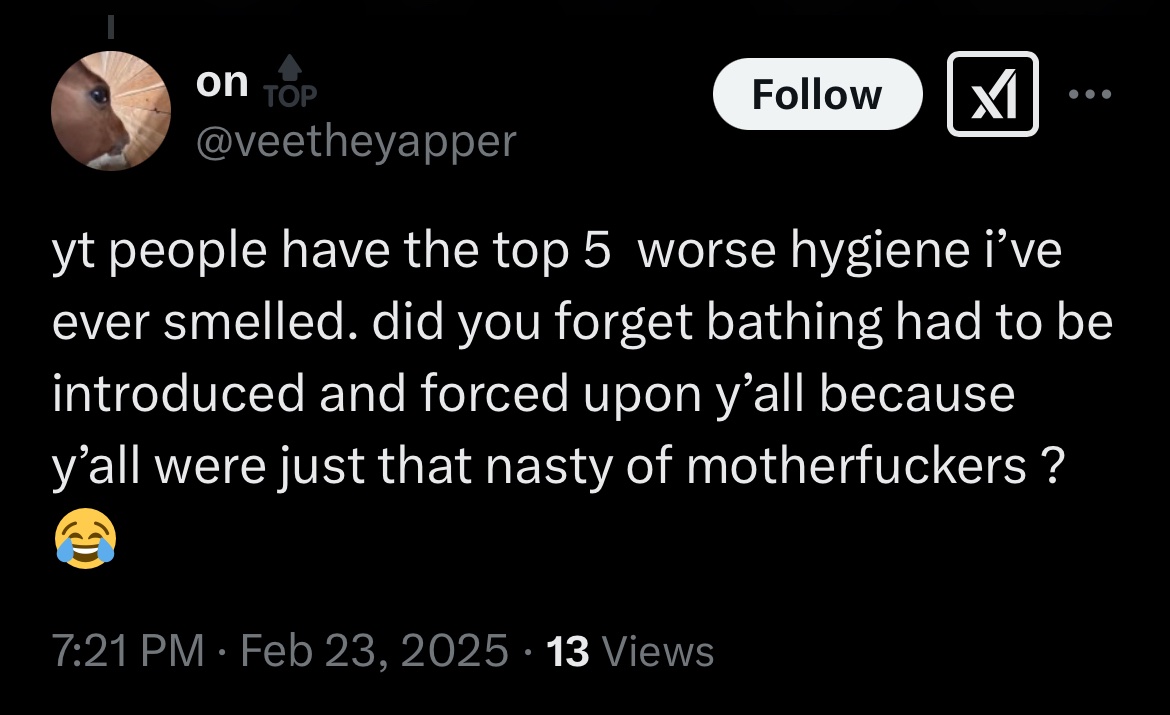 on 🔝
@veetheyapper
Follow
yt people have the top 5  worse hygiene i’ve
ever smelled. did you forget bathing had to be
introduced and forced upon y’all because
y’all were just that nasty of motherfuckers ?
😂
7:21 PM · Feb 23, 2025 · 13 Views